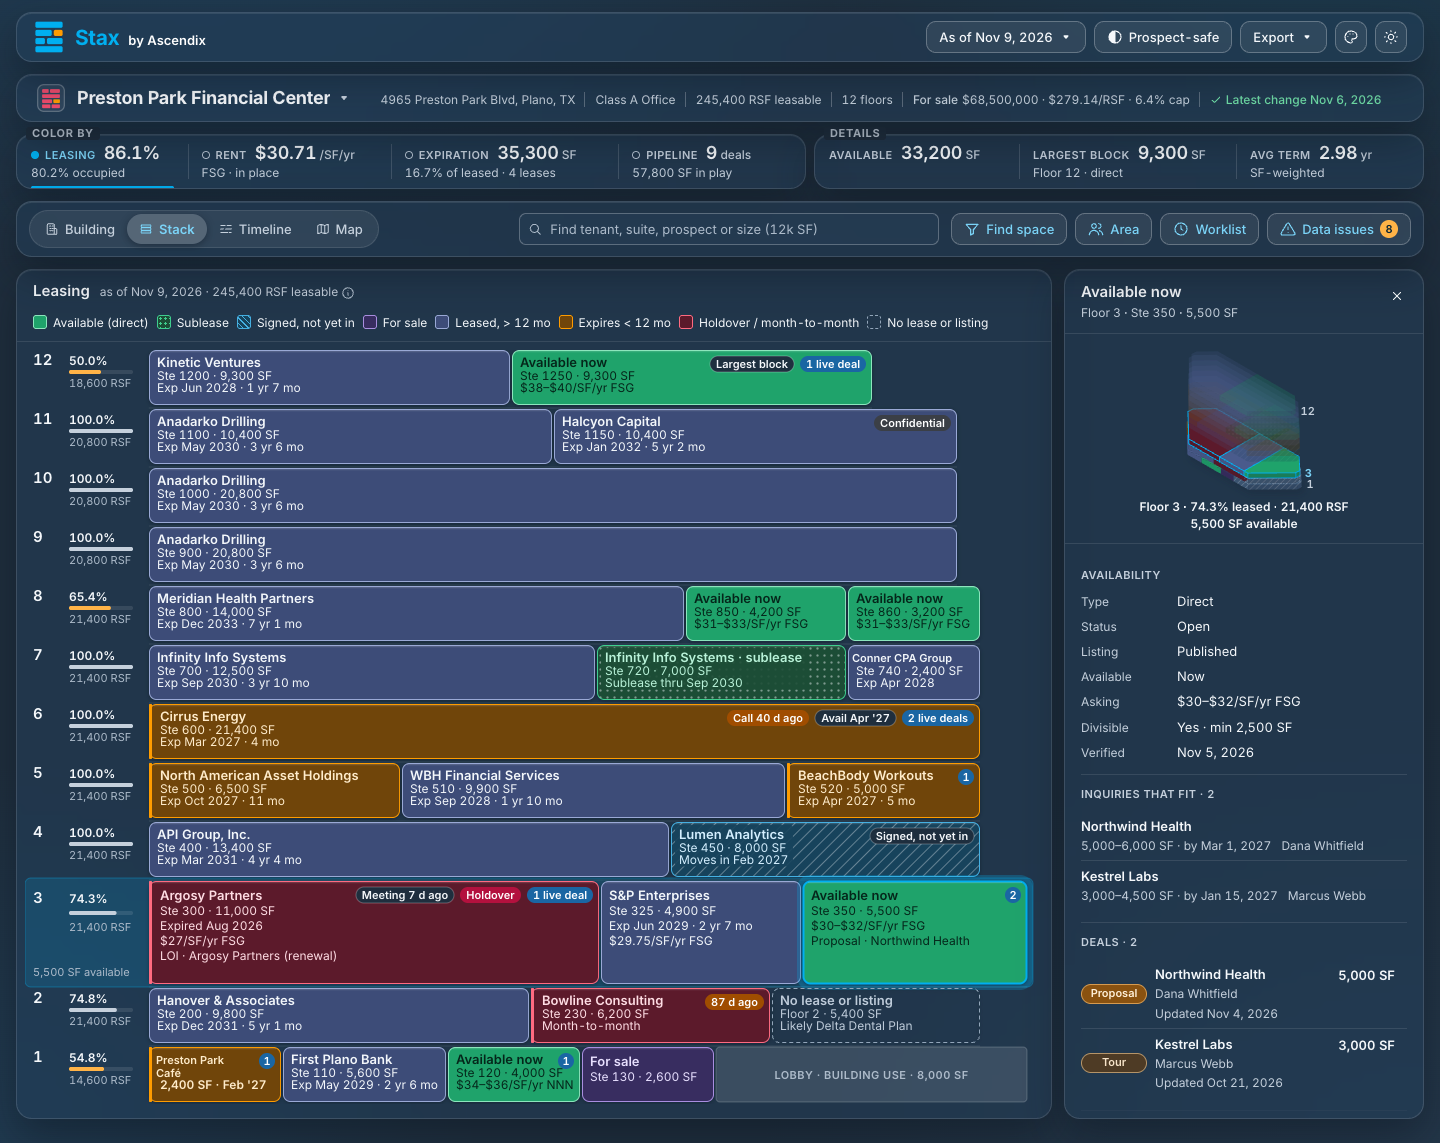 Stax by Ascendix
As of Nov 9, 2026
Prospect-safe
Export
Preston Park Financial Center
4965 Preston Park Blvd, Plano, TX
Class A Office
245,400 RSF leasable
12 floors
For sale $68,500,000 · $279.14/RSF · 6.4% cap
✓ Latest change Nov 6, 2026
COLOR BY
LEASING 86.1%
80.2% occupied
RENT $30.71 /SF/yr
FSG · in place
EXPIRATION 35,300 SF
16.7% of leased · 4 leases
PIPELINE 9 deals
57,800 SF in play
DETAILS
AVAILABLE 33,200 SF
LARGEST BLOCK 9,300 SF
Floor 12 · direct
AVG TERM 2.98 yr
SF-weighted
Building
Stack
Timeline
Map
Find tenant, suite, prospect or size (12k SF)
Find space
Area
Worklist
Data issues 8
Leasing as of Nov 9, 2026 · 245,400 RSF leasable
Available (direct)
Sublease
Signed, not yet in
For sale
Leased, > 12 mo
Expires < 12 mo
Holdover / month-to-month
No lease or listing
12
50.0%
18,600 RSF
Kinetic Ventures
Ste 1200 · 9,300 SF
Exp Jun 2028 · 1 yr 7 mo
Available now
Ste 1250 · 9,300 SF
$38–$40/SF/yr FSG
Largest block
1 live deal
11
100.0%
20,800 RSF
Anadarko Drilling
Ste 1100 · 10,400 SF
Exp May 2030 · 3 yr 6 mo
Halcyon Capital
Ste 1150 · 10,400 SF
Exp Jan 2032 · 5 yr 2 mo
Confidential
10
100.0%
20,800 RSF
Anadarko Drilling
Ste 1000 · 20,800 SF
Exp May 2030 · 3 yr 6 mo
9
100.0%
20,800 RSF
Anadarko Drilling
Ste 900 · 20,800 SF
Exp May 2030 · 3 yr 6 mo
8
65.4%
21,400 RSF
Meridian Health Partners
Ste 800 · 14,000 SF
Exp Dec 2033 · 7 yr 1 mo
Available now
Ste 850 · 4,200 SF
$31–$33/SF/yr FSG
Available now
Ste 860 · 3,200 SF
$31–$33/SF/yr FSG
7
100.0%
21,400 RSF
Infinity Info Systems
Ste 700 · 12,500 SF
Exp Sep 2030 · 3 yr 10 mo
Infinity Info Systems · sublease
Ste 720 · 7,000 SF
Sublease thru Sep 2030
Conner CPA Group
Ste 740 · 2,400 SF
Exp Apr 2028
6
100.0%
21,400 RSF
Cirrus Energy
Ste 600 · 21,400 SF
Exp Mar 2027 · 4 mo
Call 40 d ago
Avail Apr '27
2 live deals
5
100.0%
21,400 RSF
North American Asset Holdings
Ste 500 · 6,500 SF
Exp Oct 2027 · 11 mo
WBH Financial Services
Ste 510 · 9,900 SF
Exp Sep 2028 · 1 yr 10 mo
BeachBody Workouts
Ste 520 · 5,000 SF
Exp Apr 2027 · 5 mo
1
4
100.0%
21,400 RSF
API Group, Inc.
Ste 400 · 13,400 SF
Exp Mar 2031 · 4 yr 4 mo
Lumen Analytics
Ste 450 · 8,000 SF
Moves in Feb 2027
Signed, not yet in
3
74.3%
21,400 RSF
5,500 SF available
Argosy Partners
Ste 300 · 11,000 SF
Expired Aug 2026
$27/SF/yr FSG
LOI · Argosy Partners (renewal)
Meeting 7 d ago
Holdover
1 live deal
S&P Enterprises
Ste 325 · 4,900 SF
Exp Jun 2029 · 2 yr 7 mo
$29.75/SF/yr FSG
Available now
Ste 350 · 5,500 SF
$30–$32/SF/yr FSG
Proposal · Northwind Health
2
2
74.8%
21,400 RSF
Hanover & Associates
Ste 200 · 9,800 SF
Exp Dec 2031 · 5 yr 1 mo
Bowline Consulting
Ste 230 · 6,200 SF
Month-to-month
87 d ago
No lease or listing
Floor 2 · 5,400 SF
Likely Delta Dental Plan
1
54.8%
14,600 RSF
Preston Park
Café
2,400 SF · Feb '27
1
First Plano Bank
Ste 110 · 5,600 SF
Exp May 2029 · 2 yr 6 mo
Available now
Ste 120 · 4,000 SF
$34–$36/SF/yr NNN
1
For sale
Ste 130 · 2,600 SF
LOBBY · BUILDING USE · 8,000 SF
Available now
Floor 3 · Ste 350 · 5,500 SF
12
3
1
Floor 3 · 74.3% leased · 21,400 RSF
5,500 SF available
AVAILABILITY
Type Direct
Status Open
Listing Published
Available Now
Asking $30–$32/SF/yr FSG
Divisible Yes · min 2,500 SF
Verified Nov 5, 2026
INQUIRIES THAT FIT · 2
Northwind Health
5,000–6,000 SF · by Mar 1, 2027 Dana Whitfield
Kestrel Labs
3,000–4,500 SF · by Jan 15, 2027 Marcus Webb
DEALS · 2
Proposal
Northwind Health 5,000 SF
Dana Whitfield
Updated Nov 4, 2026
Tour
Kestrel Labs 3,000 SF
Marcus Webb
Updated Oct 21, 2026